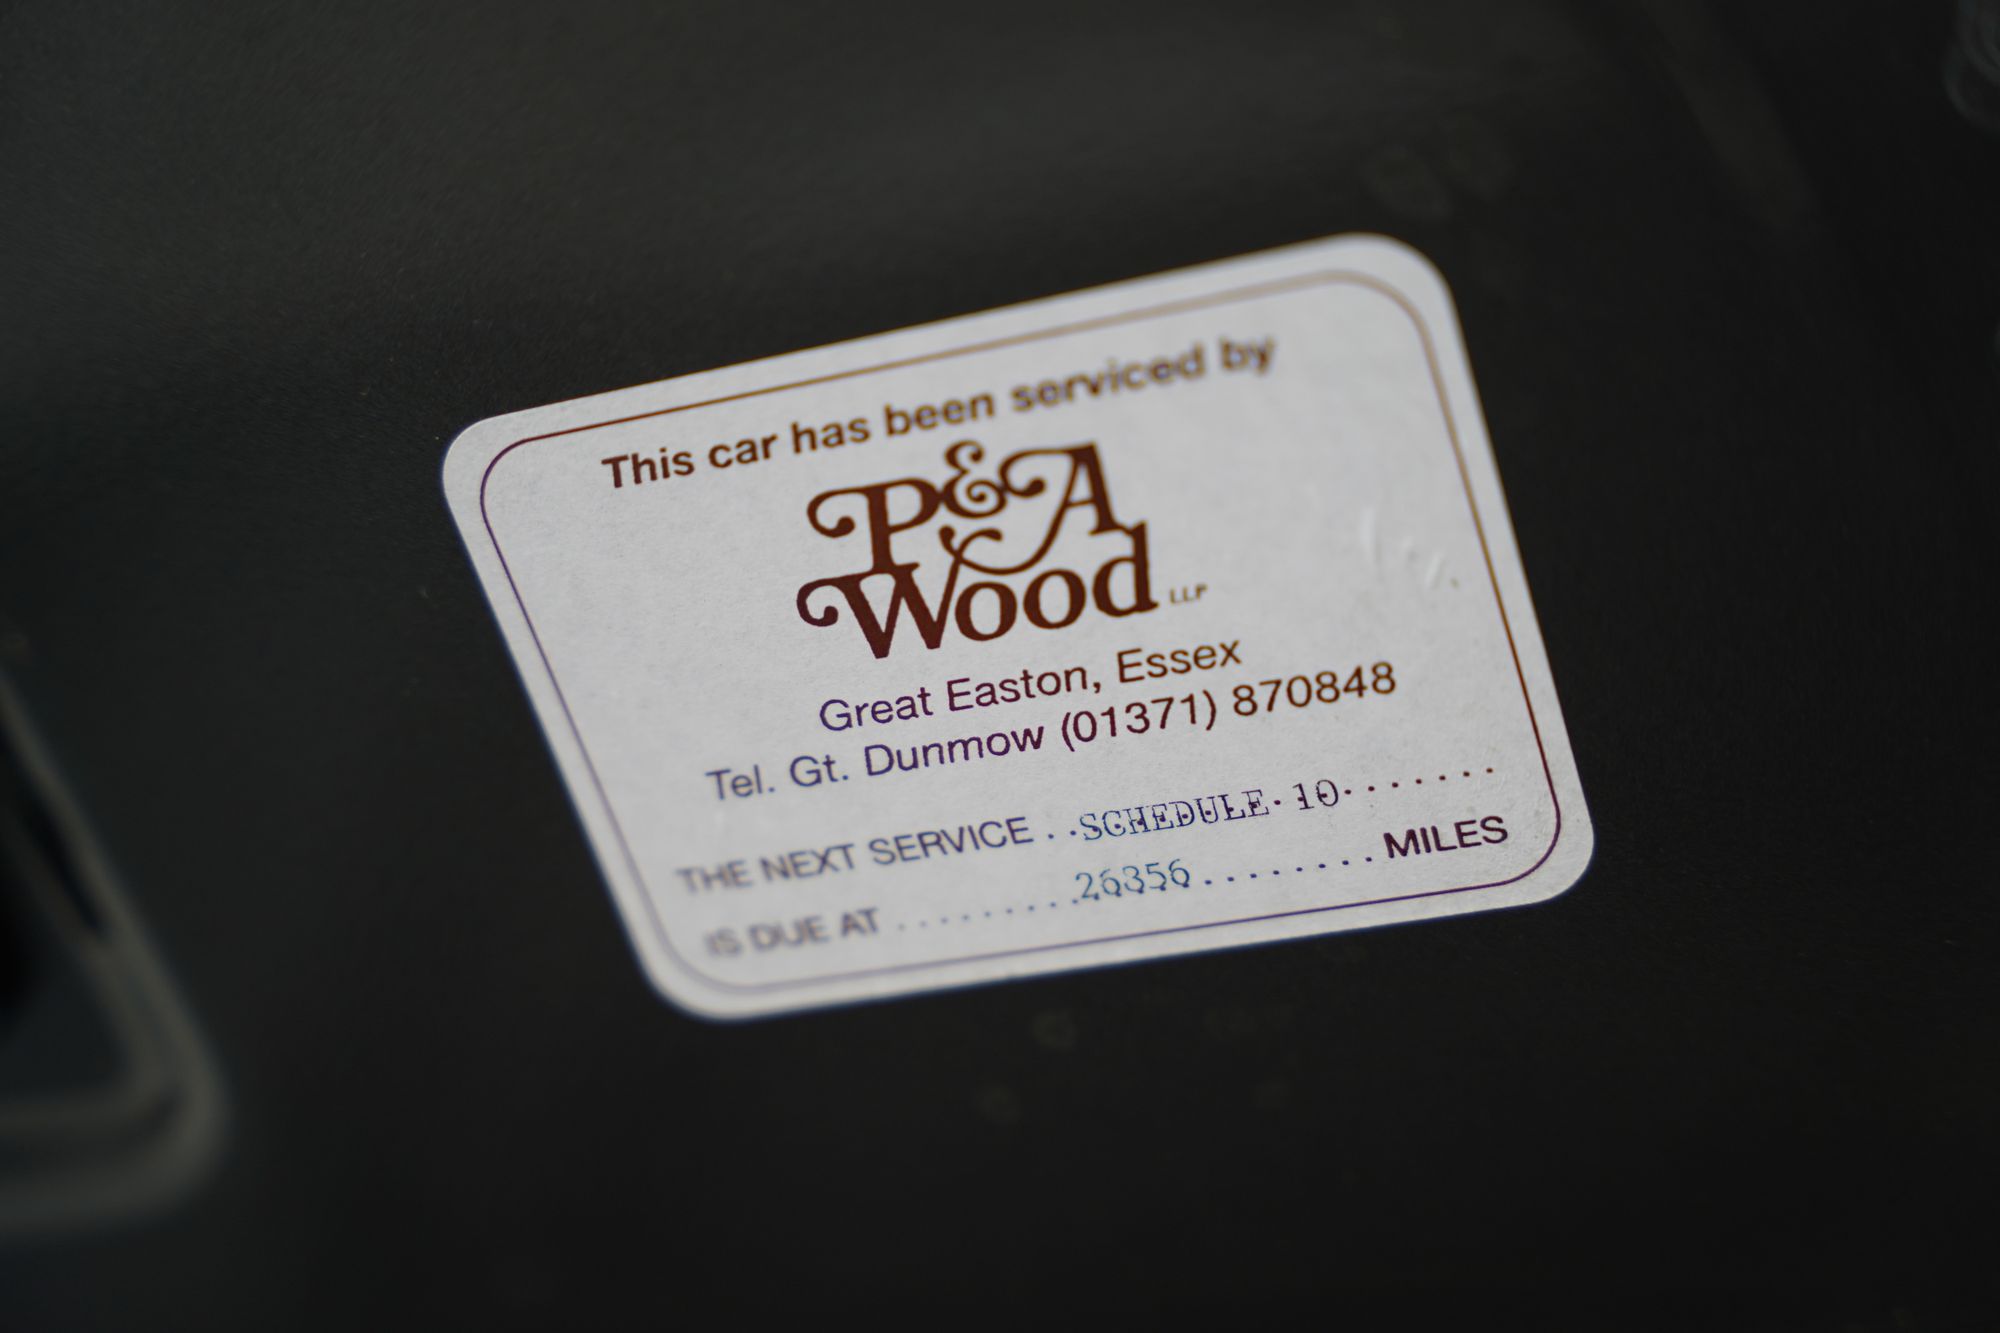 This car has been serviced by
P&A
Wood LLP
Great Easton, Essex
Tel. Gt. Dunmow (01371) 870848
THE NEXT SERVICE ..SCHEDULE 10.......
IS DUE AT .........26356........ MILES